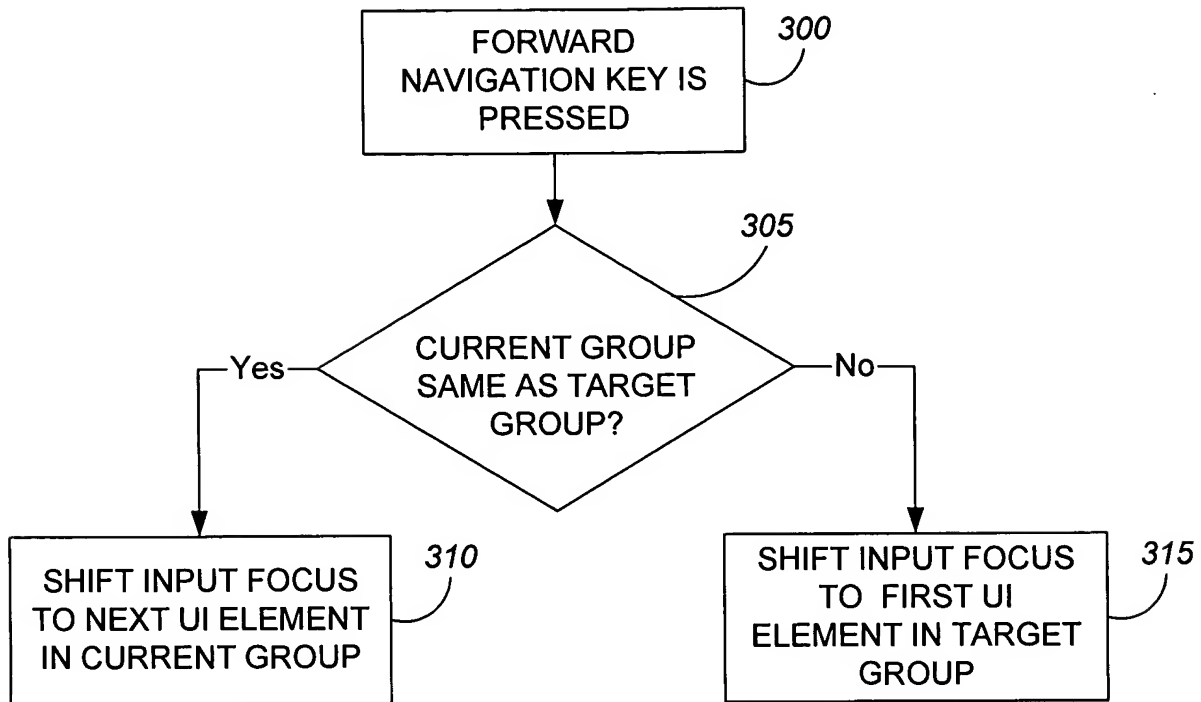 FORWARD
NAVIGATION KEY IS
PRESSED
300
305
CURRENT GROUP
SAME AS TARGET
GROUP?
Yes
No
SHIFT INPUT FOCUS
TO NEXT UI ELEMENT
IN CURRENT GROUP
310
SHIFT INPUT FOCUS
TO FIRST UI
ELEMENT IN TARGET
GROUP
315